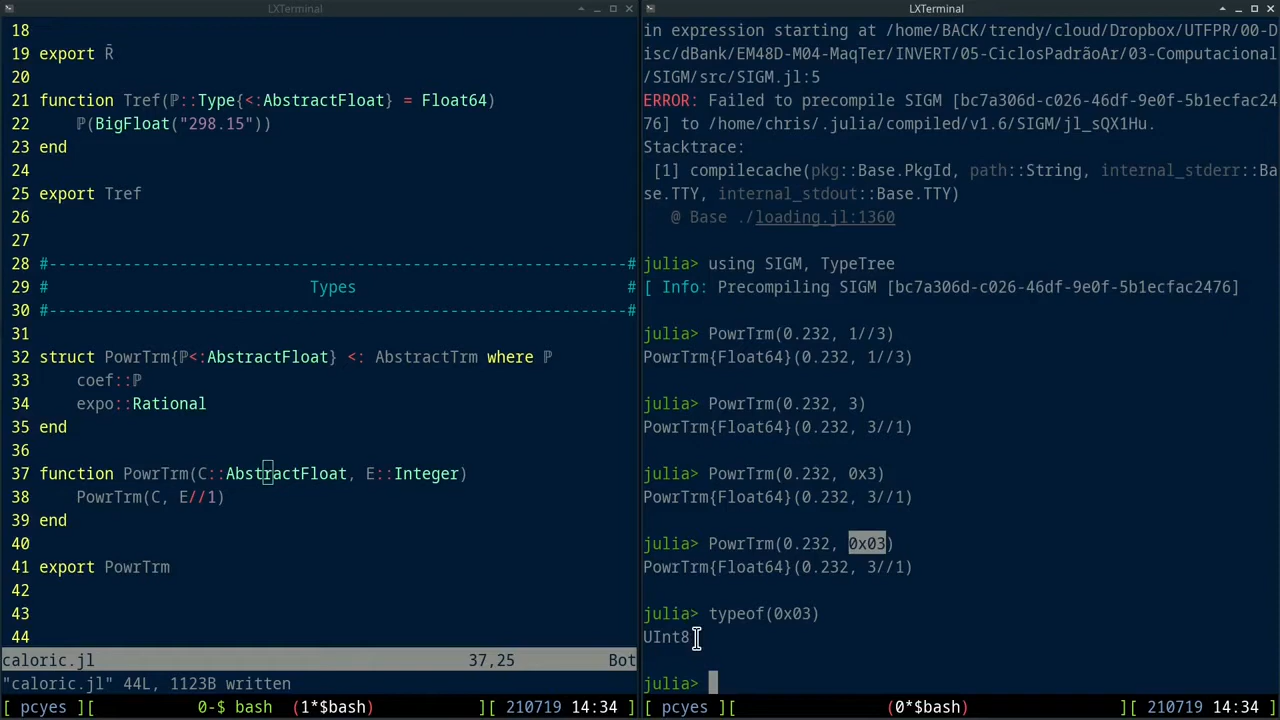 LXTerminal
18
19 export R̄
20
21 function Tref(ℙ::Type{<:AbstractFloat} = Float64)
22     ℙ(BigFloat("298.15"))
23 end
24
25 export Tref
26
27
28 #--------------------------------------------------------------#
29 #                            Types                             #
30 #--------------------------------------------------------------#
31
32 struct PowrTrm{ℙ<:AbstractFloat} <: AbstractTrm where ℙ
33     coef::ℙ
34     expo::Rational
35 end
36
37 function PowrTrm(C::AbstractFloat, E::Integer)
38     PowrTrm(C, E//1)
39 end
40
41 export PowrTrm
42
43
44
caloric.jl 37,25 Bot
"caloric.jl" 44L, 1123B written
[ pcyes ][ 0-$ bash (1*$bash) ][ 210719 14:34 ]
LXTerminal
in expression starting at /home/BACK/trendy/cloud/Dropbox/UTFPR/00-D
isc/dBank/EM48D-M04-MaqTer/INVERT/05-CiclosPadrãoAr/03-Computacional
/SIGM/src/SIGM.jl:5
ERROR: Failed to precompile SIGM [bc7a306d-c026-46df-9e0f-5b1ecfac24
76] to /home/chris/.julia/compiled/v1.6/SIGM/jl_sQX1Hu.
Stacktrace:
[1] compilecache(pkg::Base.PkgId, path::String, internal_stderr::Ba
se.TTY, internal_stdout::Base.TTY)
@ Base ./loading.jl:1360
julia> using SIGM, TypeTree
[ Info: Precompiling SIGM [bc7a306d-c026-46df-9e0f-5b1ecfac2476]
julia> PowrTrm(0.232, 1//3)
PowrTrm{Float64}(0.232, 1//3)
julia> PowrTrm(0.232, 3)
PowrTrm{Float64}(0.232, 3//1)
julia> PowrTrm(0.232, 0x3)
PowrTrm{Float64}(0.232, 3//1)
julia> PowrTrm(0.232, 0x03)
PowrTrm{Float64}(0.232, 3//1)
julia> typeof(0x03)
UInt8
julia>
[ pcyes ][ (0*$bash) ][ 210719 14:34 ]